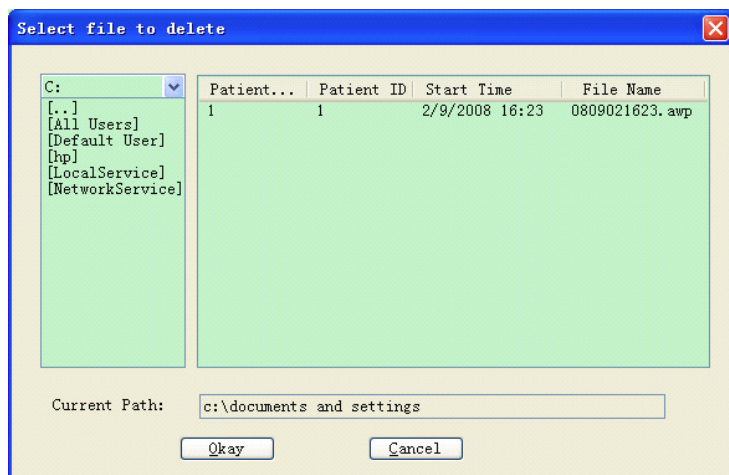 Select file to delete
C:
[..]
[All Users]
[Default User]
[hp]
[LocalService]
[NetworkService]
Patient... Patient ID Start Time File Name
1 1 2/9/2008 16:23 0809021623.awp
Current Path: c:\documents and settings
Okay Cancel